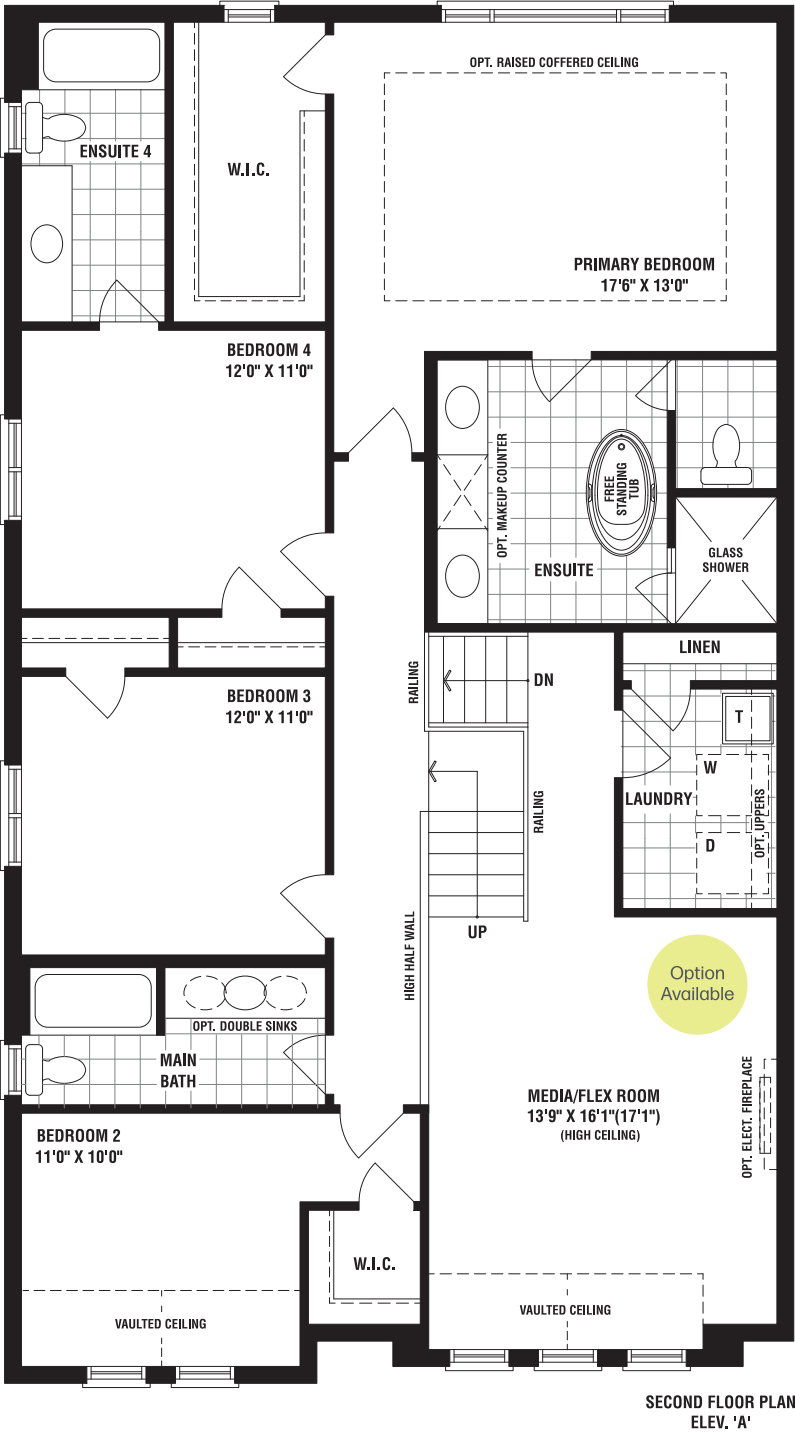 OPT. RAISED COFFERED CEILING
ENSUITE 4
W.I.C.
PRIMARY BEDROOM
17'6" X 13'0"
BEDROOM 4
12'0" X 11'0"
OPT. MAKEUP COUNTER
FREE
STANDING
TUB
ENSUITE
GLASS
SHOWER
LINEN
RAILING
DN
BEDROOM 3
12'0" X 11'0"
T
W
LAUNDRY
OPT. UPPERS
D
RAILING
UP
HIGH HALF WALL
Option
Available
OPT. DOUBLE SINKS
MAIN
BATH
MEDIA/FLEX ROOM
13'9" X 16'1"(17'1")
(HIGH CEILING)
OPT. ELECT. FIREPLACE
BEDROOM 2
11'0" X 10'0"
W.I.C.
VAULTED CEILING
VAULTED CEILING
SECOND FLOOR PLAN
ELEV. 'A'